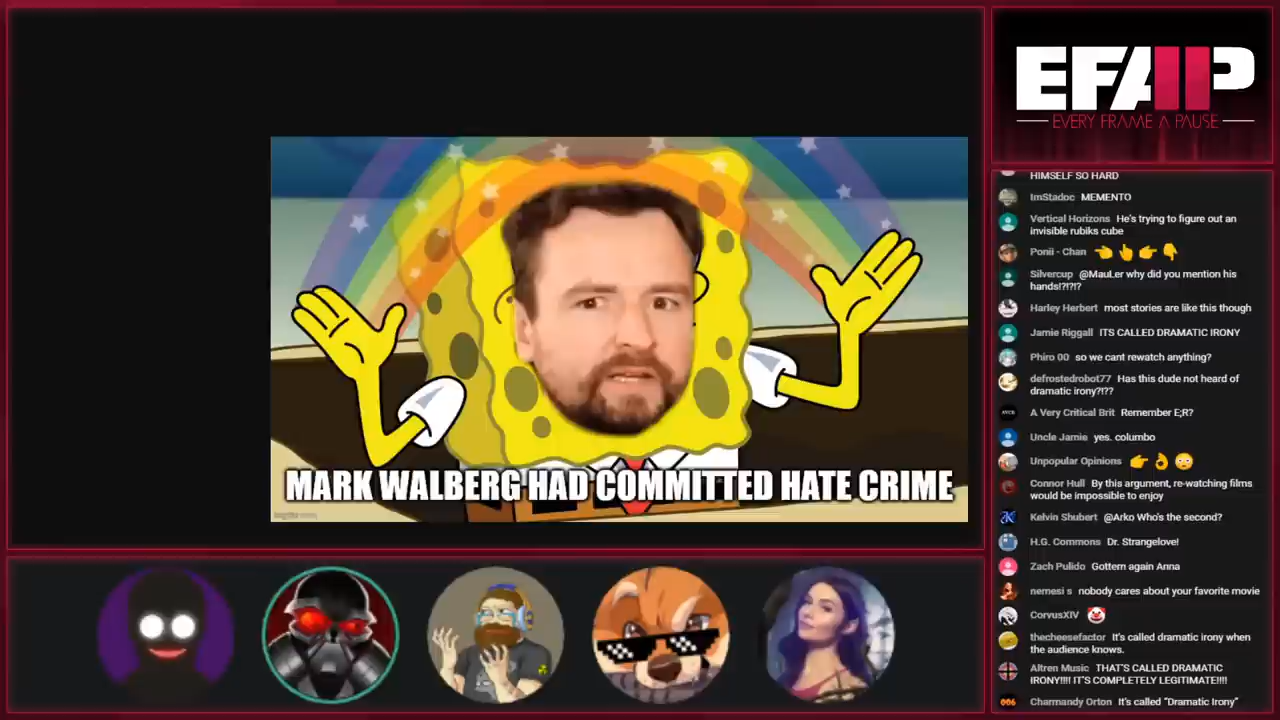 EFAP
EVERY FRAME A PAUSE
HIMSELF SO HARD
ImStadoc MEMENTO
Vertical Horizons He's trying to figure out an
invisible rubiks cube
Ponii - Chan 👈 👆 👉 👇
Silvercup @MauLer why did you mention his
hands!?!?!?
Harley Herbert most stories are like this though
Jamie Riggall ITS CALLED DRAMATIC IRONY
Phiro 00 so we cant rewatch anything?
defrostedrobot77 Has this dude not heard of
dramatic irony?!??
A Very Critical Brit Remember E;R?
Uncle Jamie yes. columbo
Unpopular Opinions 👉 👌 😳
Connor Hull By this argument, re-watching films
would be impossible to enjoy
Kelvin Shubert @Arko Who's the second?
H.G. Commons Dr. Strangelove!
Zach Pulido Gottem again Anna
nemesi s nobody cares about your favorite movie
CorvusXIV 🤡
thecheesefactor It's called dramatic irony when
the audience knows.
Altren Music THAT'S CALLED DRAMATIC
IRONY!!!! IT'S COMPLETELY LEGITIMATE!!!!
Charmandy Orton It's called “Dramatic Irony”
MARK WALBERG HAD COMMITTED HATE CRIME